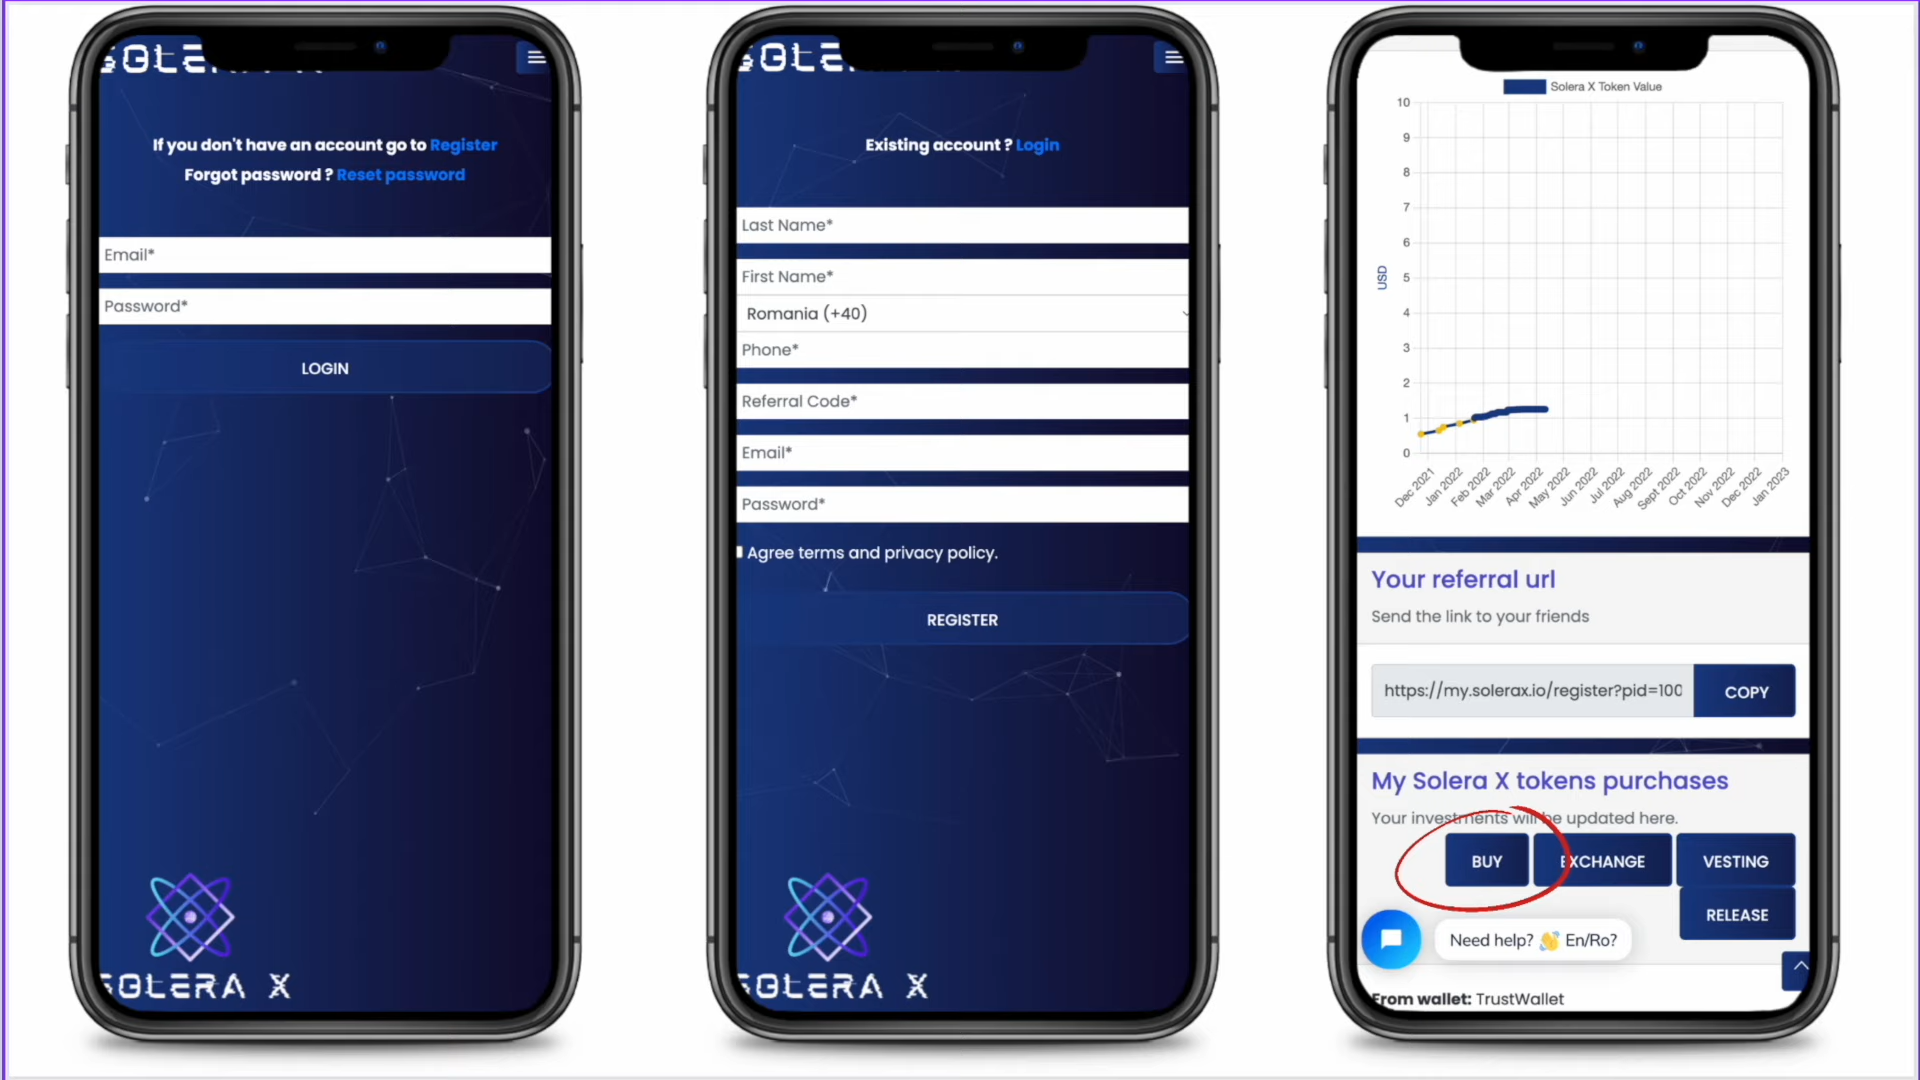 If you don't have an account go to Register
Forgot password ? Reset password
Email*
Password*
LOGIN
SOLERA X
Existing account ? Login
Last Name*
First Name*
Romania (+40)
Phone*
Referral Code*
Email*
Password*
Agree terms and privacy policy.
REGISTER
SOLERA X
Solera X Token Value
10
9
8
7
6
5
4
3
2
1
0
USD
Dec 2021
Jan 2022
Feb 2022
Mar 2022
Apr 2022
May 2022
Jun 2022
Jul 2022
Aug 2022
Sept 2022
Oct 2022
Nov 2022
Dec 2022
Jan 2023
Your referral url
Send the link to your friends
https://my.solerax.io/register?pid=100
COPY
My Solera X tokens purchases
Your investments will be updated here.
BUY
EXCHANGE
VESTING
RELEASE
Need help? 👋 En/Ro?
From wallet: TrustWallet